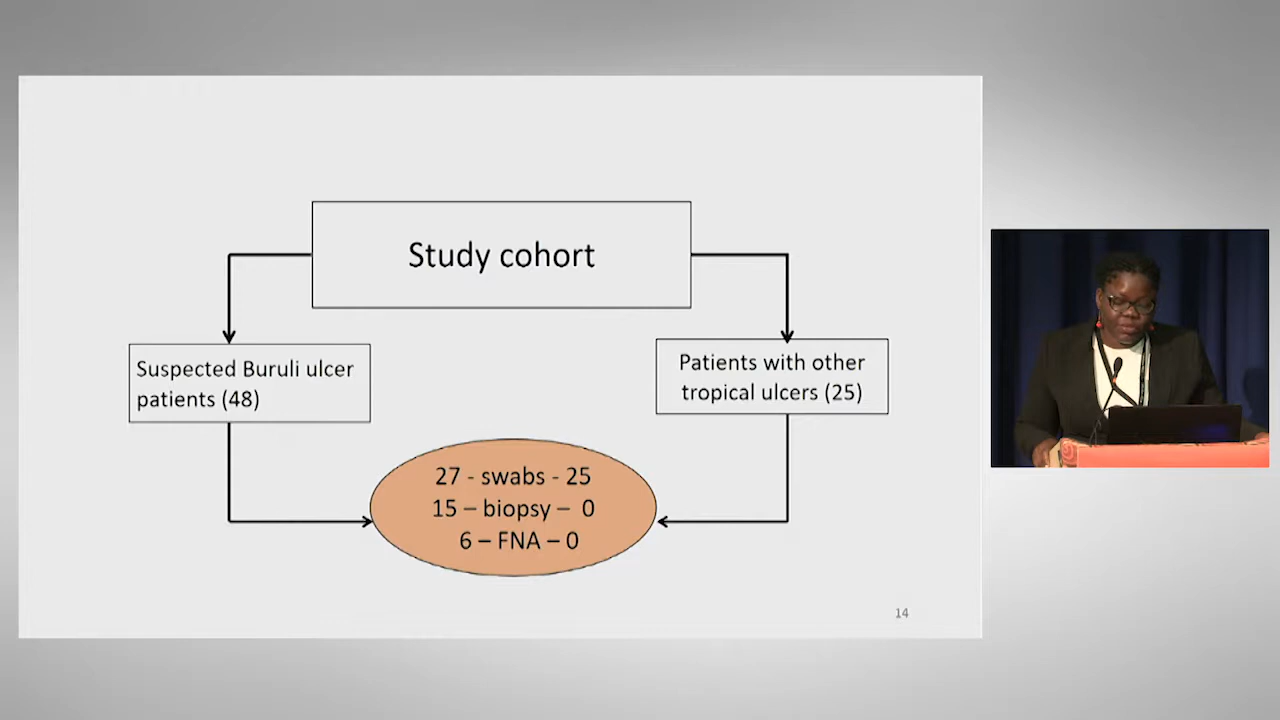 Study cohort
Suspected Buruli ulcer
patients (48)
Patients with other
tropical ulcers (25)
27 - swabs - 25
15 – biopsy – 0
6 – FNA – 0
14